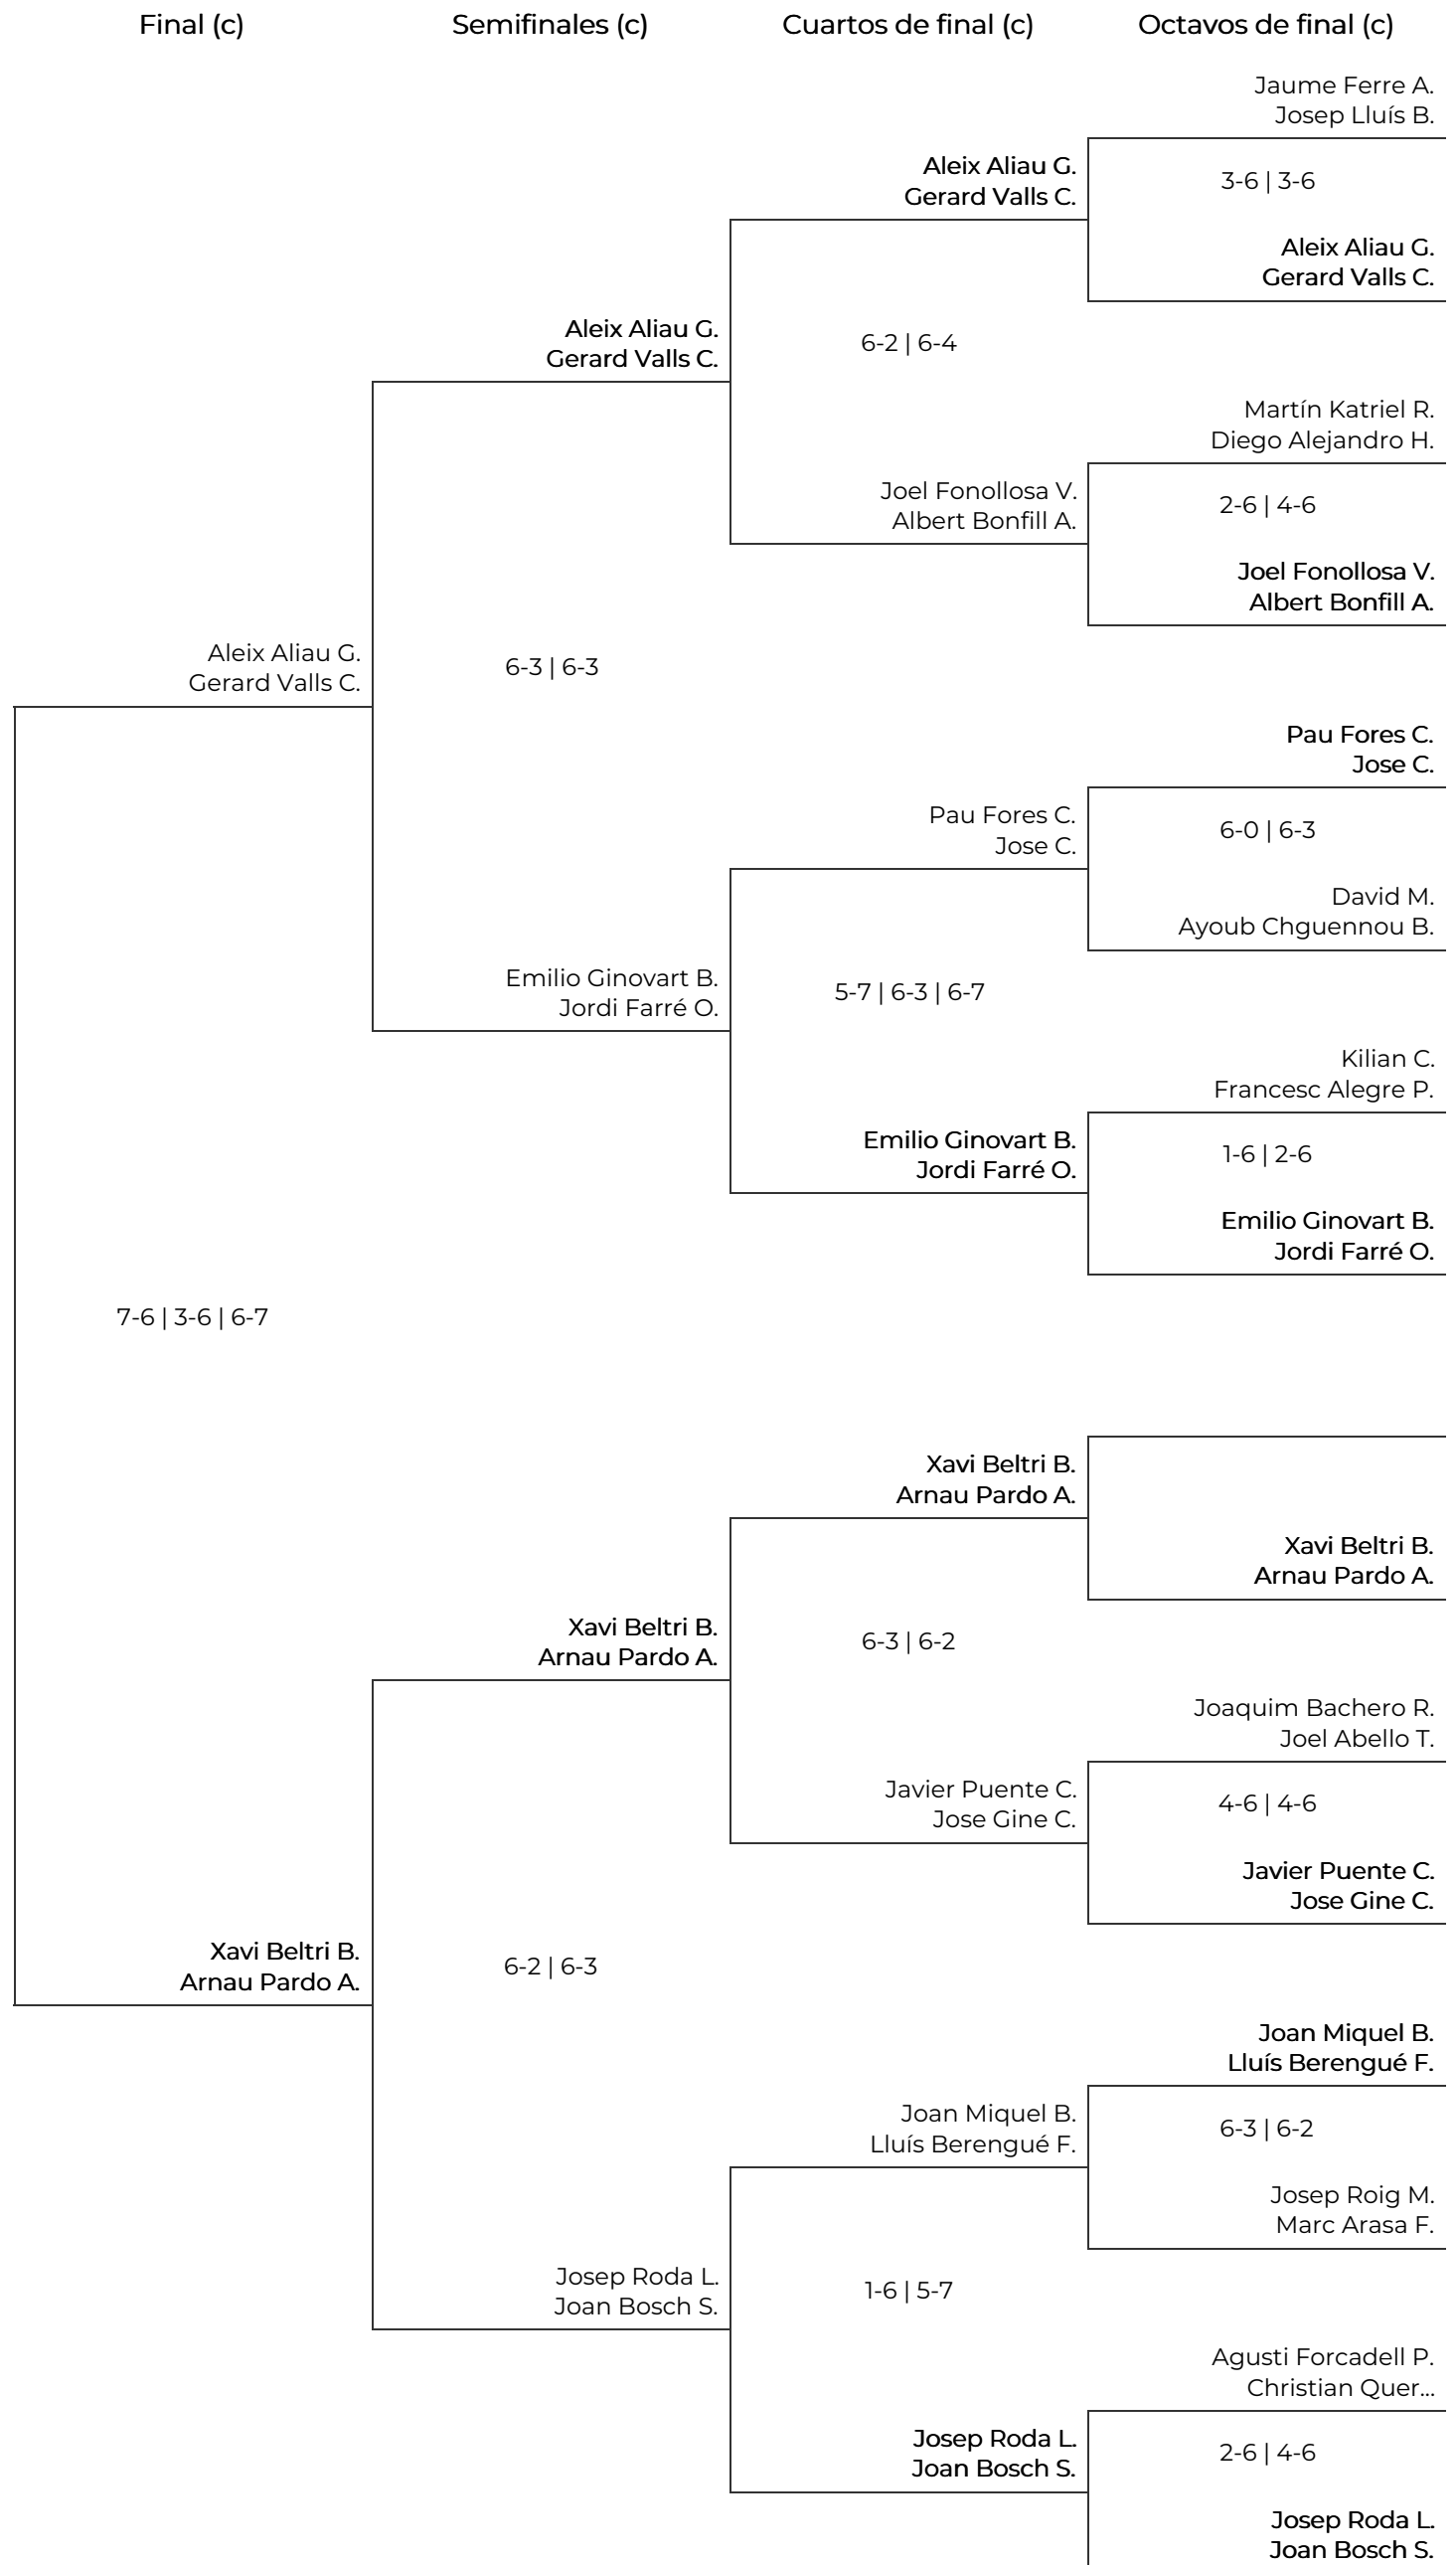 Final (c)
Semifinales (c)
Cuartos de final (c)
Octavos de final (c)
Jaume Ferre A.
Josep Lluís B.
Aleix Aliau G.
Gerard Valls C.
3-6 | 3-6
Aleix Aliau G.
Gerard Valls C.
Aleix Aliau G.
Gerard Valls C.
6-2 | 6-4
Martín Katriel R.
Diego Alejandro H.
Joel Fonollosa V.
Albert Bonfill A.
2-6 | 4-6
Joel Fonollosa V.
Albert Bonfill A.
Aleix Aliau G.
Gerard Valls C.
6-3 | 6-3
Pau Fores C.
Jose C.
Pau Fores C.
Jose C.
6-0 | 6-3
David M.
Ayoub Chguennou B.
Emilio Ginovart B.
Jordi Farré O.
5-7 | 6-3 | 6-7
Kilian C.
Francesc Alegre P.
Emilio Ginovart B.
Jordi Farré O.
1-6 | 2-6
Emilio Ginovart B.
Jordi Farré O.
7-6 | 3-6 | 6-7
Xavi Beltri B.
Arnau Pardo A.
Xavi Beltri B.
Arnau Pardo A.
Xavi Beltri B.
Arnau Pardo A.
6-3 | 6-2
Joaquim Bachero R.
Joel Abello T.
Javier Puente C.
Jose Gine C.
4-6 | 4-6
Javier Puente C.
Jose Gine C.
Xavi Beltri B.
Arnau Pardo A.
6-2 | 6-3
Joan Miquel B.
Lluís Berengué F.
Joan Miquel B.
Lluís Berengué F.
6-3 | 6-2
Josep Roig M.
Marc Arasa F.
Josep Roda L.
Joan Bosch S.
1-6 | 5-7
Agusti Forcadell P.
Christian Quer...
Josep Roda L.
Joan Bosch S.
2-6 | 4-6
Josep Roda L.
Joan Bosch S.